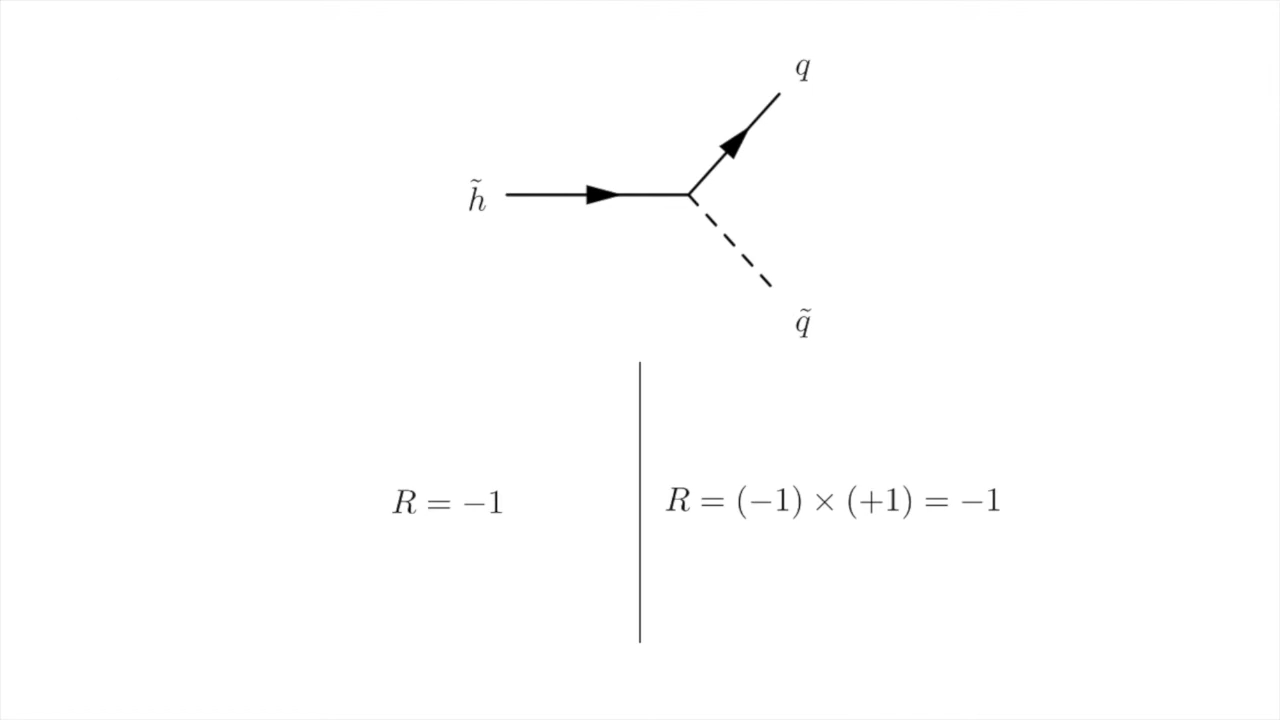 q
h̃
q̃
R = −1
R = (−1) × (+1) = −1